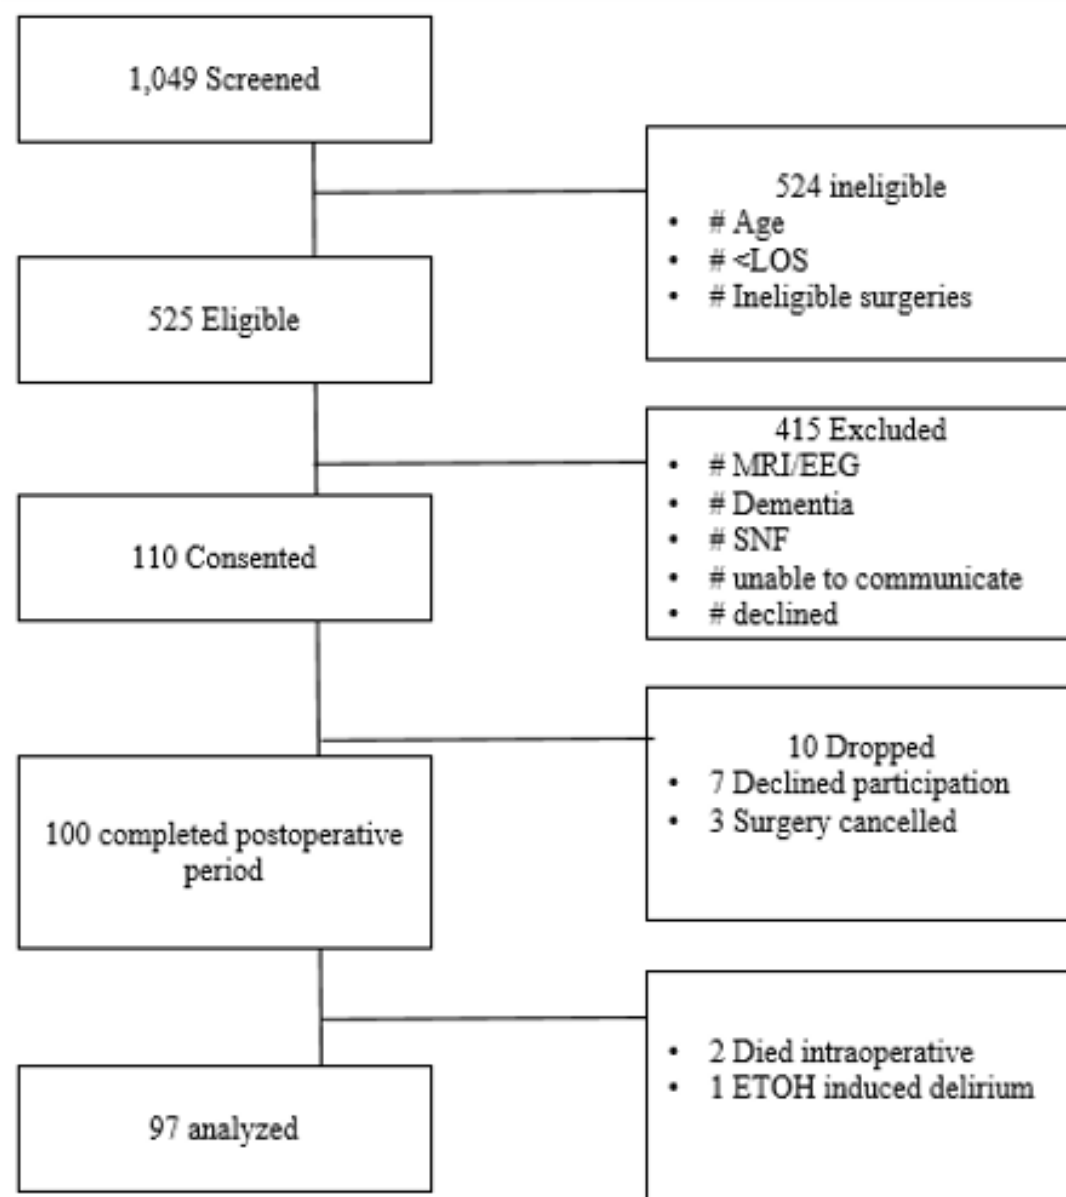 1,049 Screened
524 ineligible
• # Age
• # <LOS
• # Ineligible surgeries
525 Eligible
415 Excluded
• # MRI/EEG
• # Dementia
• # SNF
• # unable to communicate
• # declined
110 Consented
10 Dropped
• 7 Declined participation
• 3 Surgery cancelled
100 completed postoperative
period
• 2 Died intraoperative
• 1 ETOH induced delirium
97 analyzed